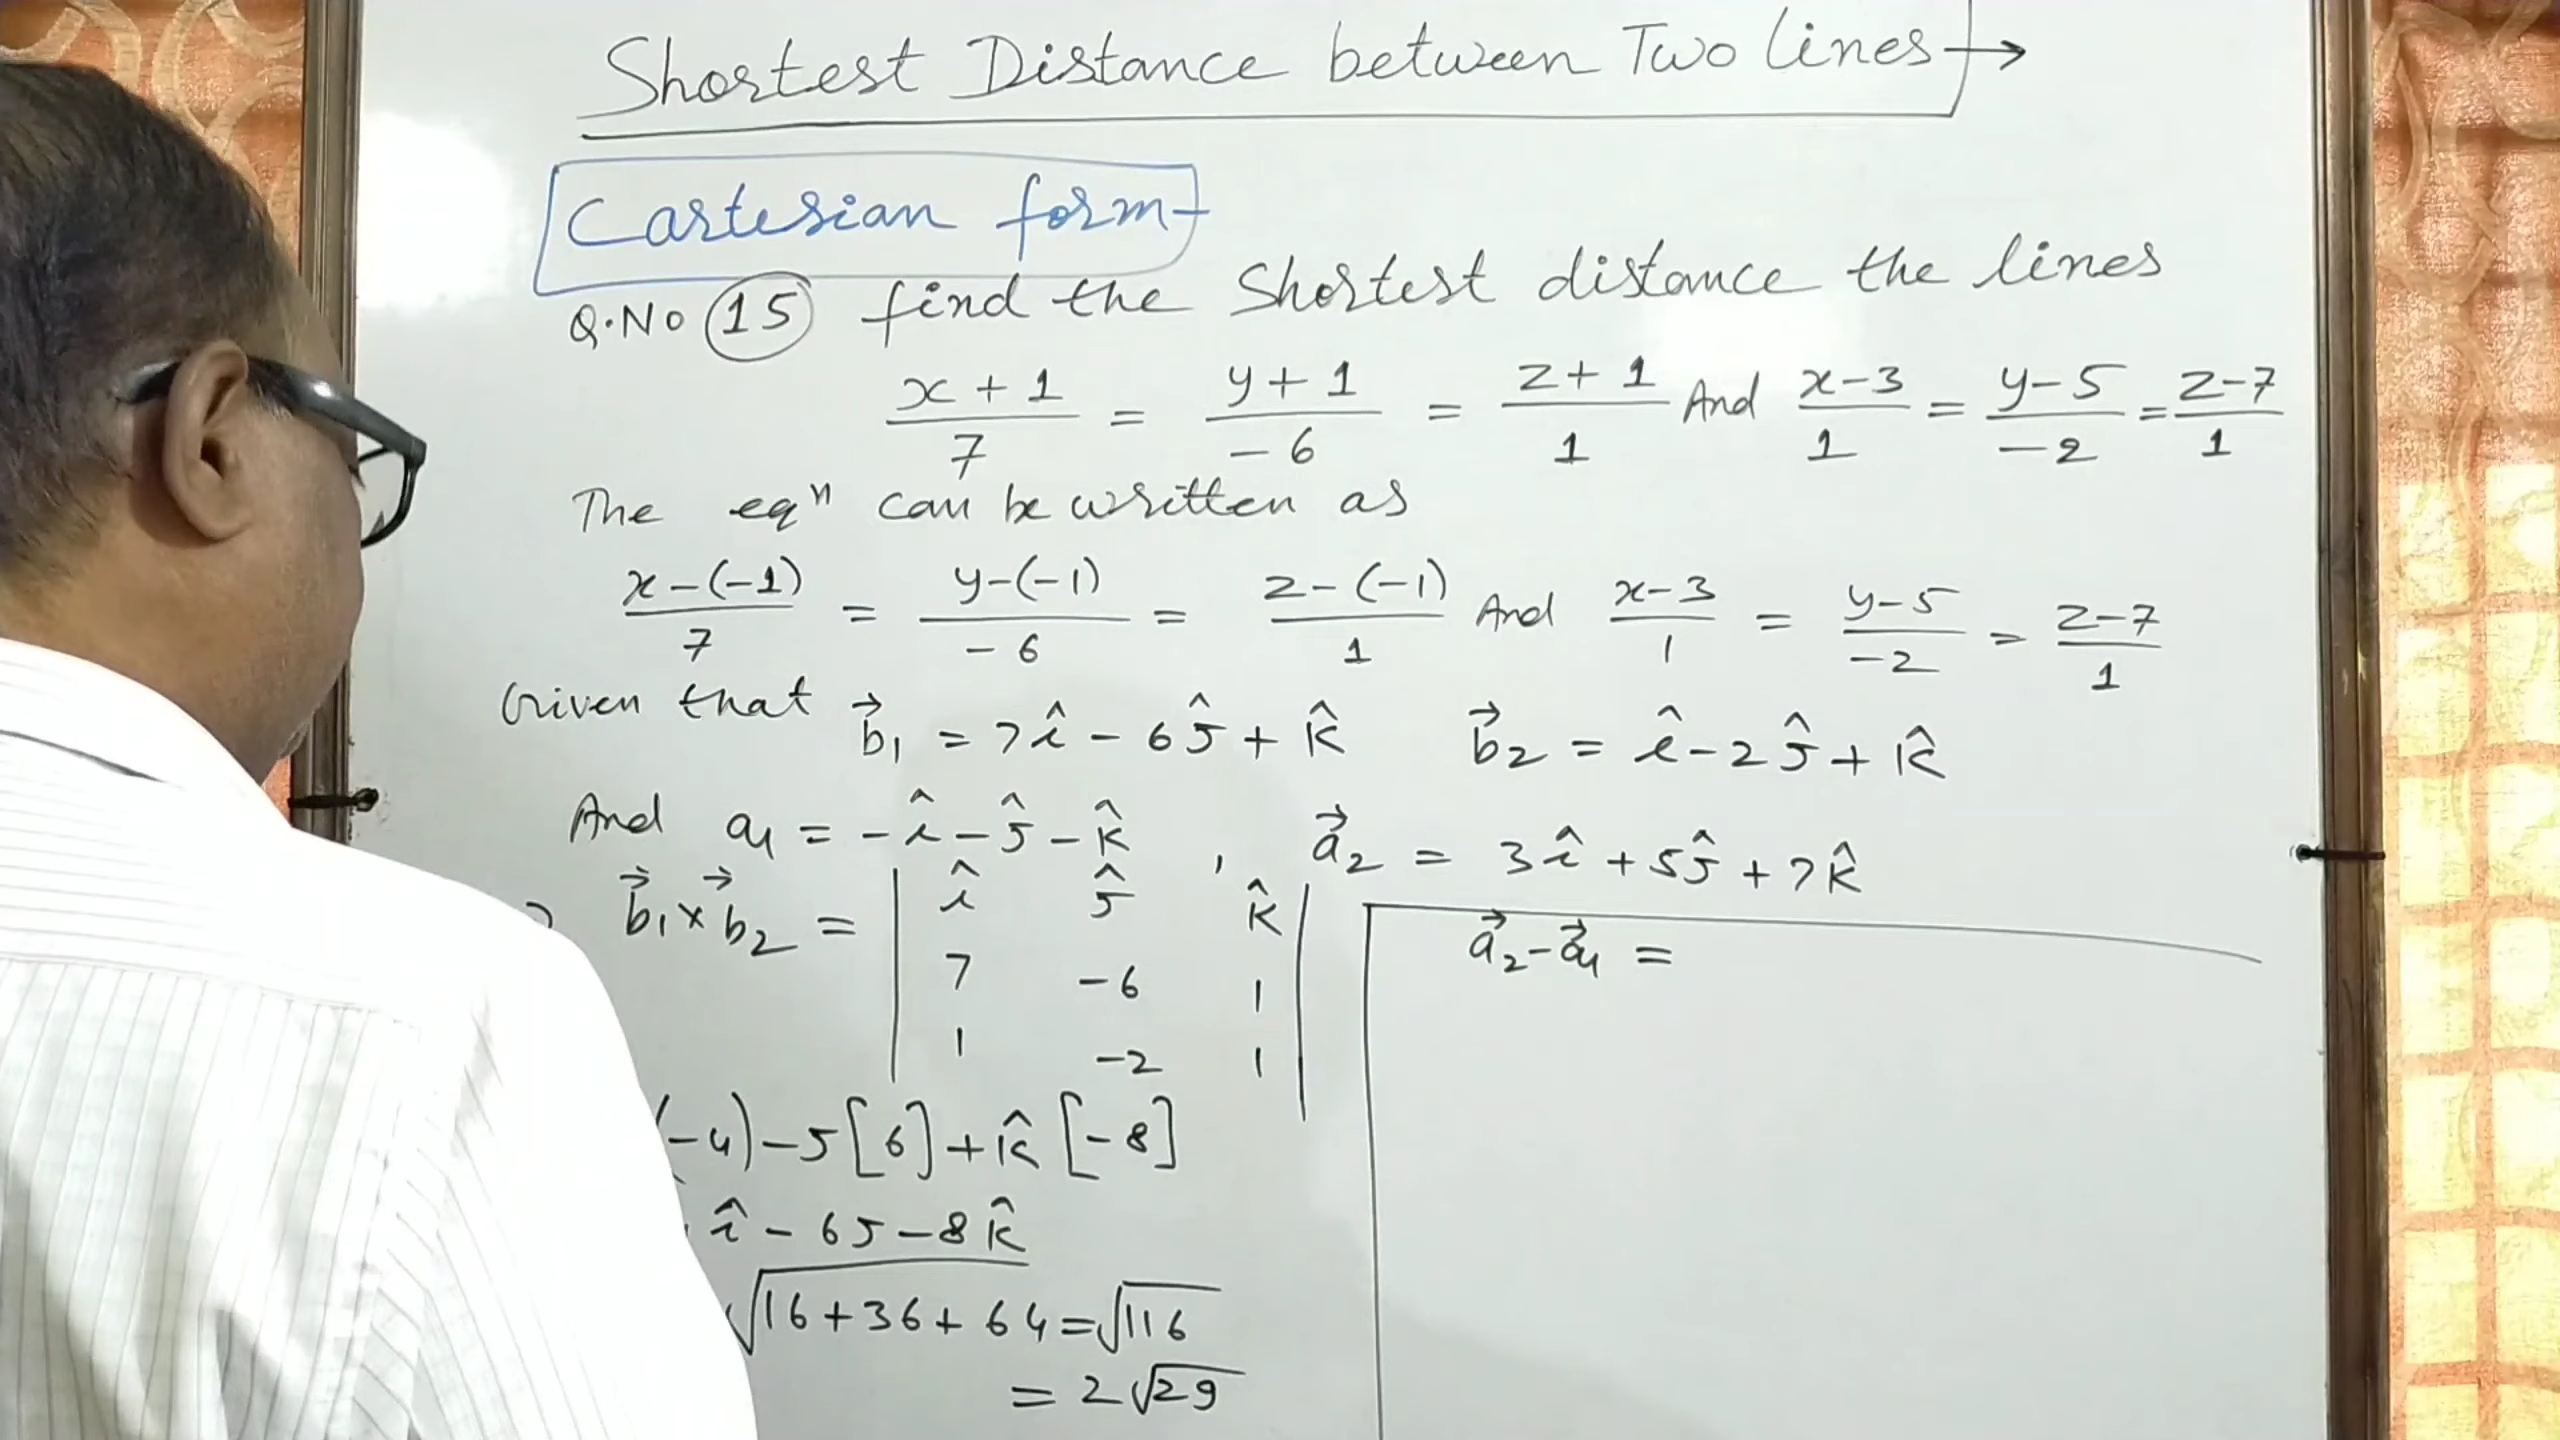 Shortest Distance between Two lines →
Cartesian form-
Q.No 15 find the Shortest distance the lines
x+1/7 = y+1/-6 = z+1/1 And x-3/1 = y-5/-2 = z-7/1
The eqⁿ can be written as
x-(-1)/7 = y-(-1)/-6 = z-(-1)/1 And x-3/1 = y-5/-2 = z-7/1
Given that b⃗₁ = 7î - 6ĵ + k̂ b⃗₂ = î - 2ĵ + k̂
And a₁ = -î - ĵ - k̂ , a⃗₂ = 3î + 5ĵ + 7k̂
b⃗₁ × b⃗₂ = | î ĵ k̂ |
7 -6 1
1 -2 1
(-4) - j[6] + k̂[-8]
î - 6j - 8k̂
√16+36+64 = √116
= 2√29
a⃗₂ - a⃗₁ =